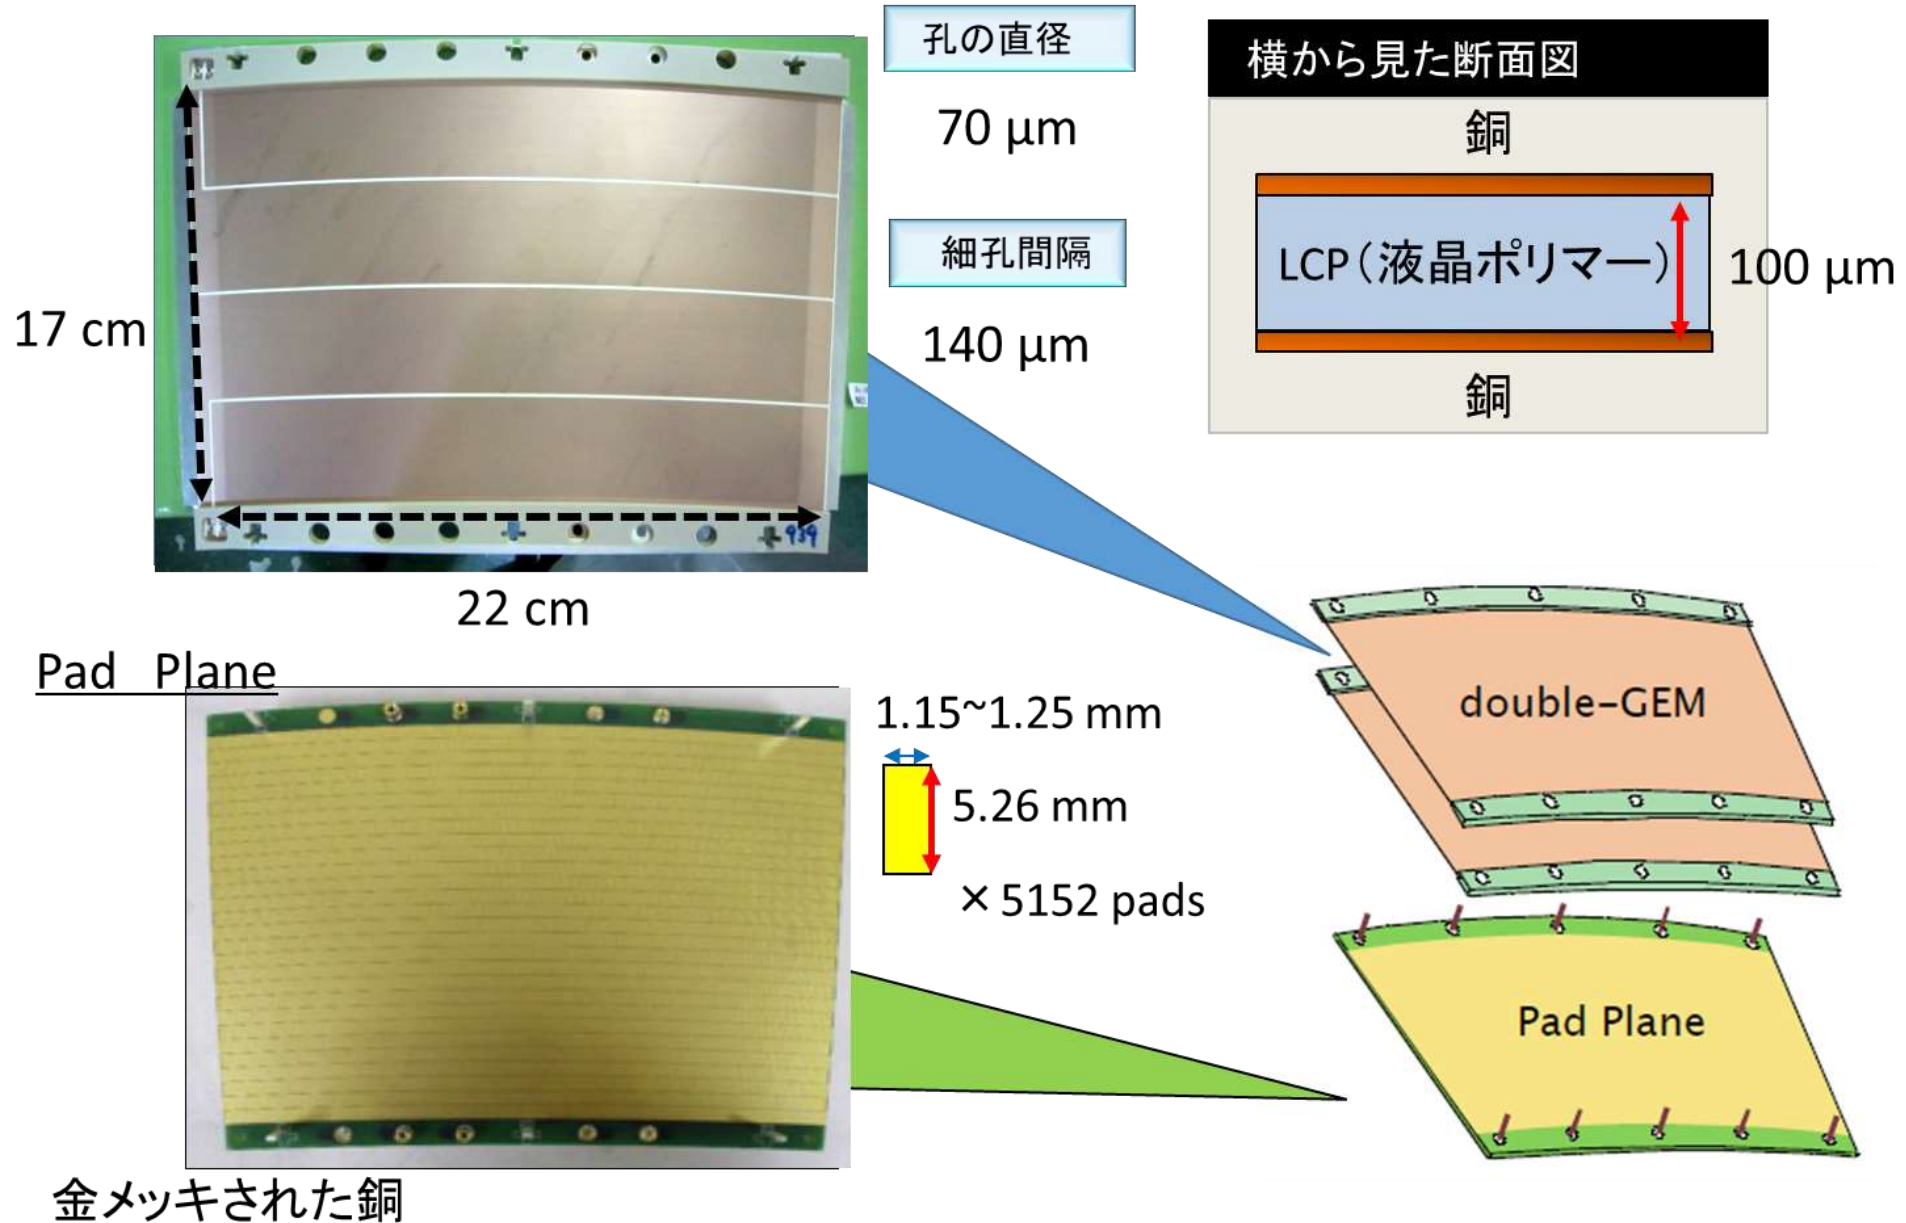 孔の直径
70 μm
細孔間隔
140 μm
横から見た断面図
銅
LCP（液晶ポリマー）
100 μm
銅
17 cm
939
22 cm
Pad Plane
1.15~1.25 mm
5.26 mm
×5152 pads
double-GEM
Pad Plane
金メッキされた銅